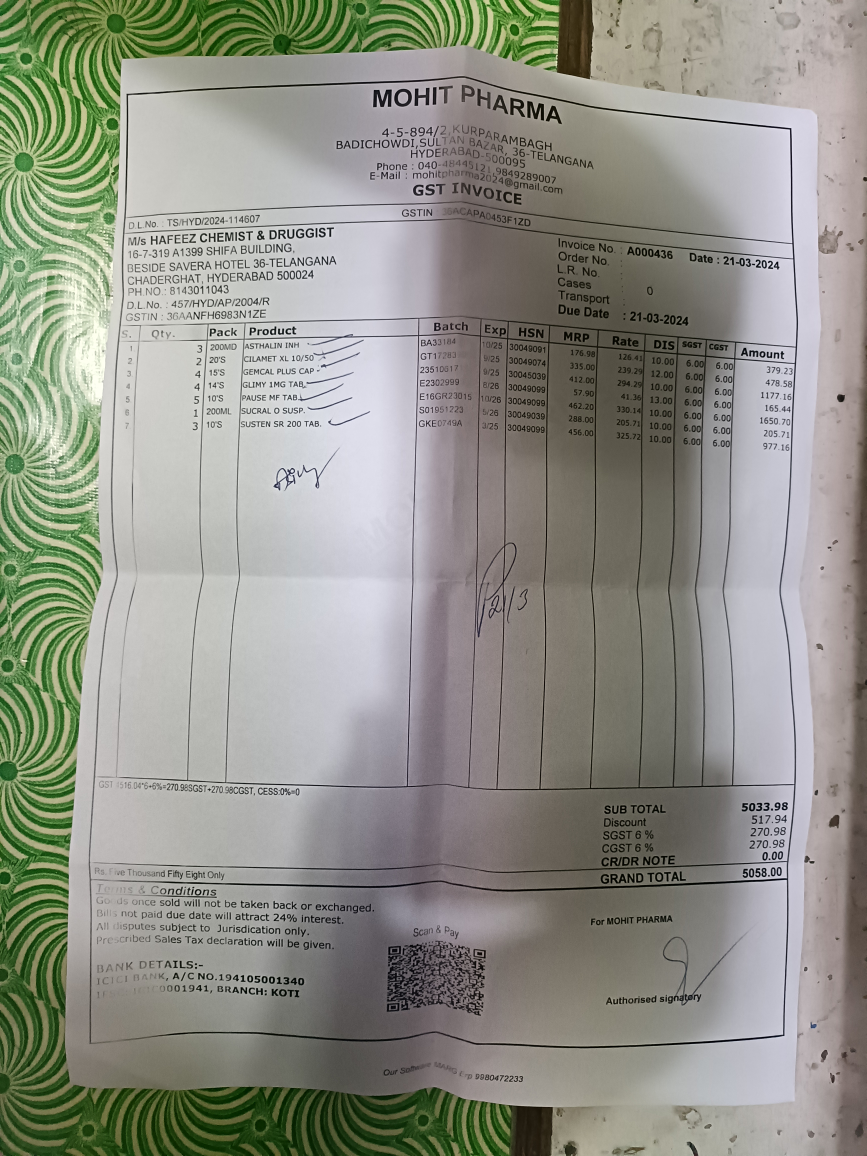 MOHIT PHARMA
4-5-894/2,KURPARAMBAGH
BADICHOWDI,SULTAN BAZAR, 36-TELANGANA
HYDERABAD-500095
Phone : 040-48445121,9849289007
E-Mail : mohitpharma2024@gmail.com
GST INVOICE
D.L.No. : TS/HYD/2024-114607 GSTIN : 36ACAPA0453F1ZD
M/s HAFEEZ CHEMIST & DRUGGIST
16-7-319 A1399 SHIFA BUILDING,
BESIDE SAVERA HOTEL 36-TELANGANA
CHADERGHAT, HYDERABAD 500024
PH.NO.: 8143011043
D.L.No. : 457/HYD/AP/2004/R
GSTIN : 36AANFH6983N1ZE
Invoice No. : A000436 Date : 21-03-2024
Order No. :
L.R. No. :
Cases : 0
Transport :
Due Date : 21-03-2024
S. Qty. Pack Product Batch Exp HSN MRP Rate DIS SGST CGST Amount
1 3 200MD ASTHALIN INH BA33184 10/25 30049091 176.98 126.41 10.00 6.00 6.00 379.23
2 2 20'S CILAMET XL 10/50 GT17283 9/25 30049074 335.00 239.29 12.00 6.00 6.00 478.58
3 4 15'S GEMCAL PLUS CAP 23510817 9/25 30045039 412.00 294.29 10.00 6.00 6.00 1177.16
4 4 14'S GLIMY 1MG TAB. E2302999 30049099 57.90 41.36 13.00 6.00 6.00 165.44
5 5 10'S PAUSE MF TAB. E16GR23015 10/26 30049099 462.20 330.14 10.00 6.00 6.00 1650.70
6 1 200ML SUCRAL O SUSP. S01951223 5/26 30049039 288.00 205.71 10.00 6.00 6.00 205.71
7 3 10'S SUSTEN SR 200 TAB. GKE0749A 3/25 30049099 456.00 325.72 10.00 6.00 6.00 977.16
21/3
GST 4516.04*6+6%=270.98SGST+270.98CGST, CESS:0%=0
SUB TOTAL 5033.98
Discount 517.94
SGST 6 % 270.98
CGST 6 % 270.98
CR/DR NOTE 0.00
Rs. Five Thousand Fifty Eight Only
GRAND TOTAL 5058.00
Terms & Conditions
Goods once sold will not be taken back or exchanged.
Bills not paid due date will attract 24% interest.
All disputes subject to Jurisdication only.
Prescribed Sales Tax declaration will be given.
BANK DETAILS:-
ICICI BANK, A/C NO.194105001340
0001941, BRANCH: KOTI
Scan & Pay
For MOHIT PHARMA
Authorised signatory
Our Software MARG Erp 9980472233